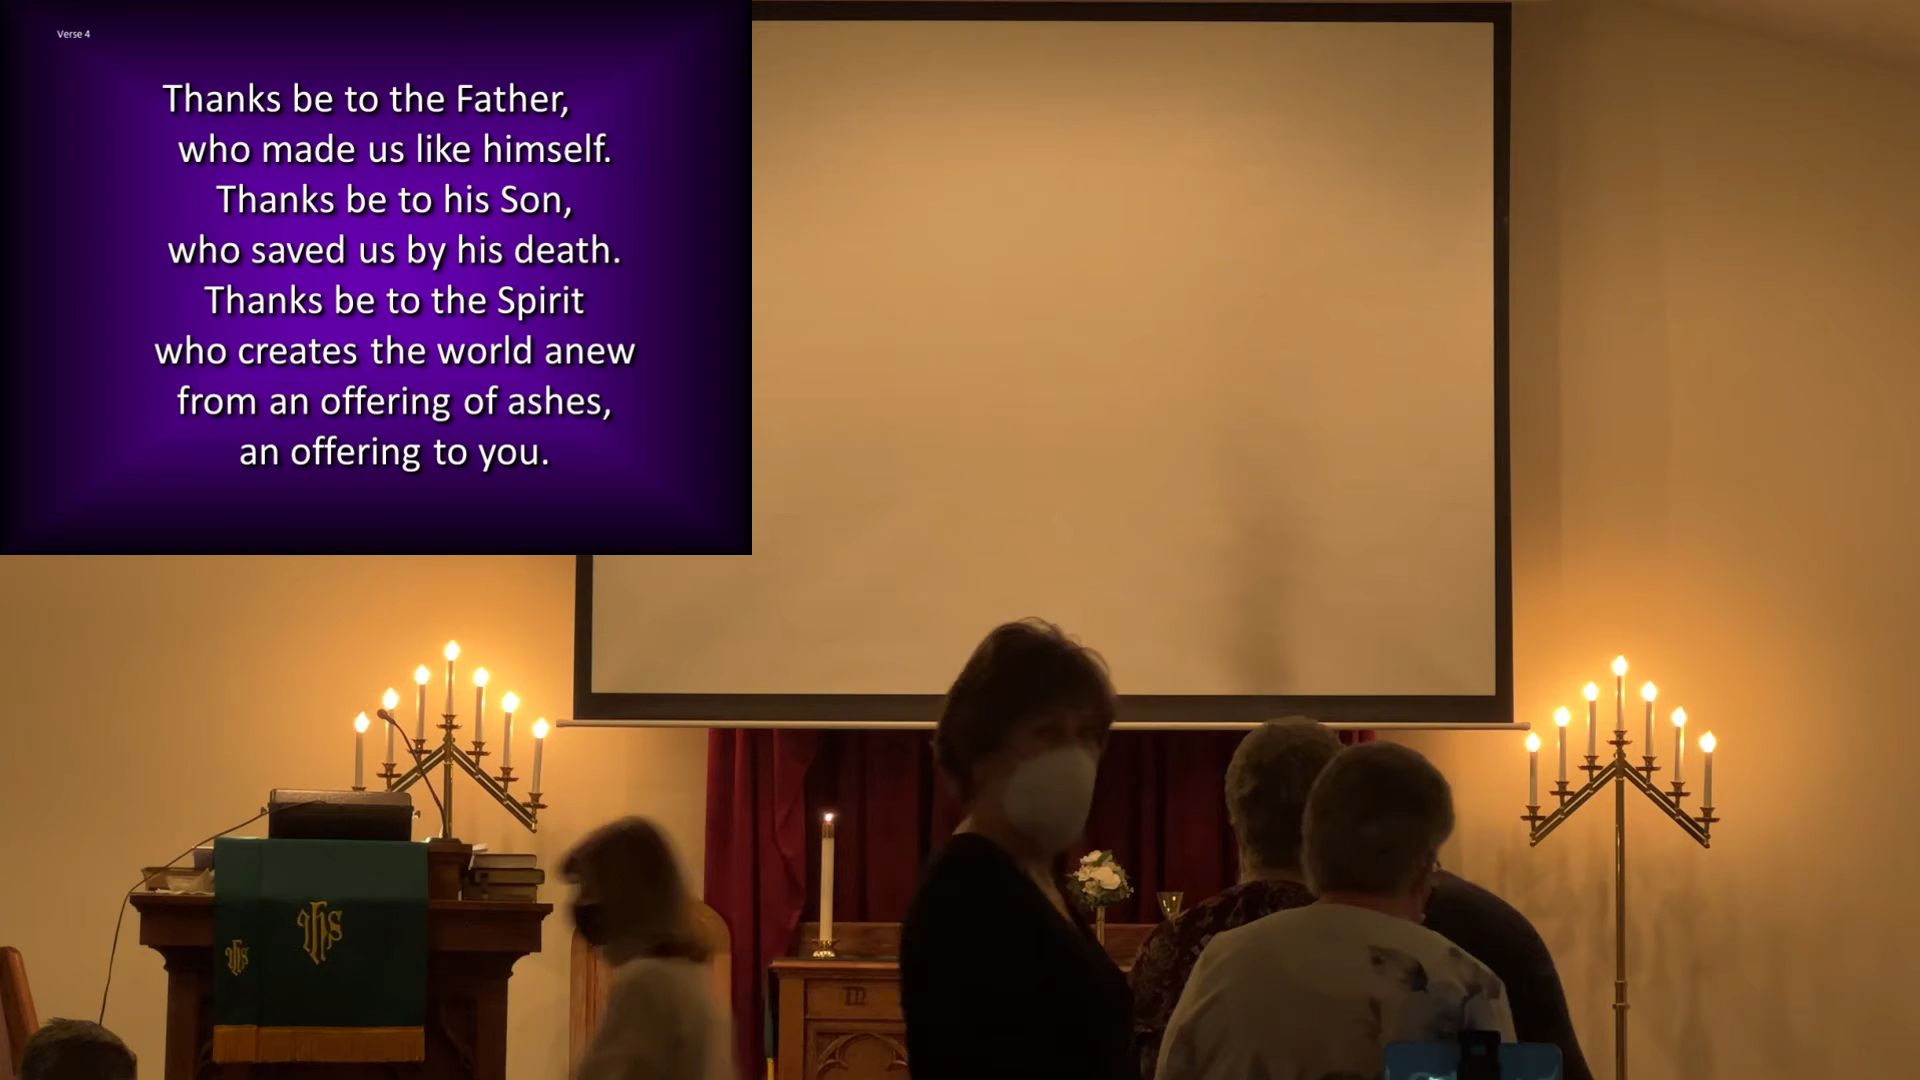 Verse 4
Thanks be to the Father,
who made us like himself.
Thanks be to his Son,
who saved us by his death.
Thanks be to the Spirit
who creates the world anew
from an offering of ashes,
an offering to you.
IHS
IHS